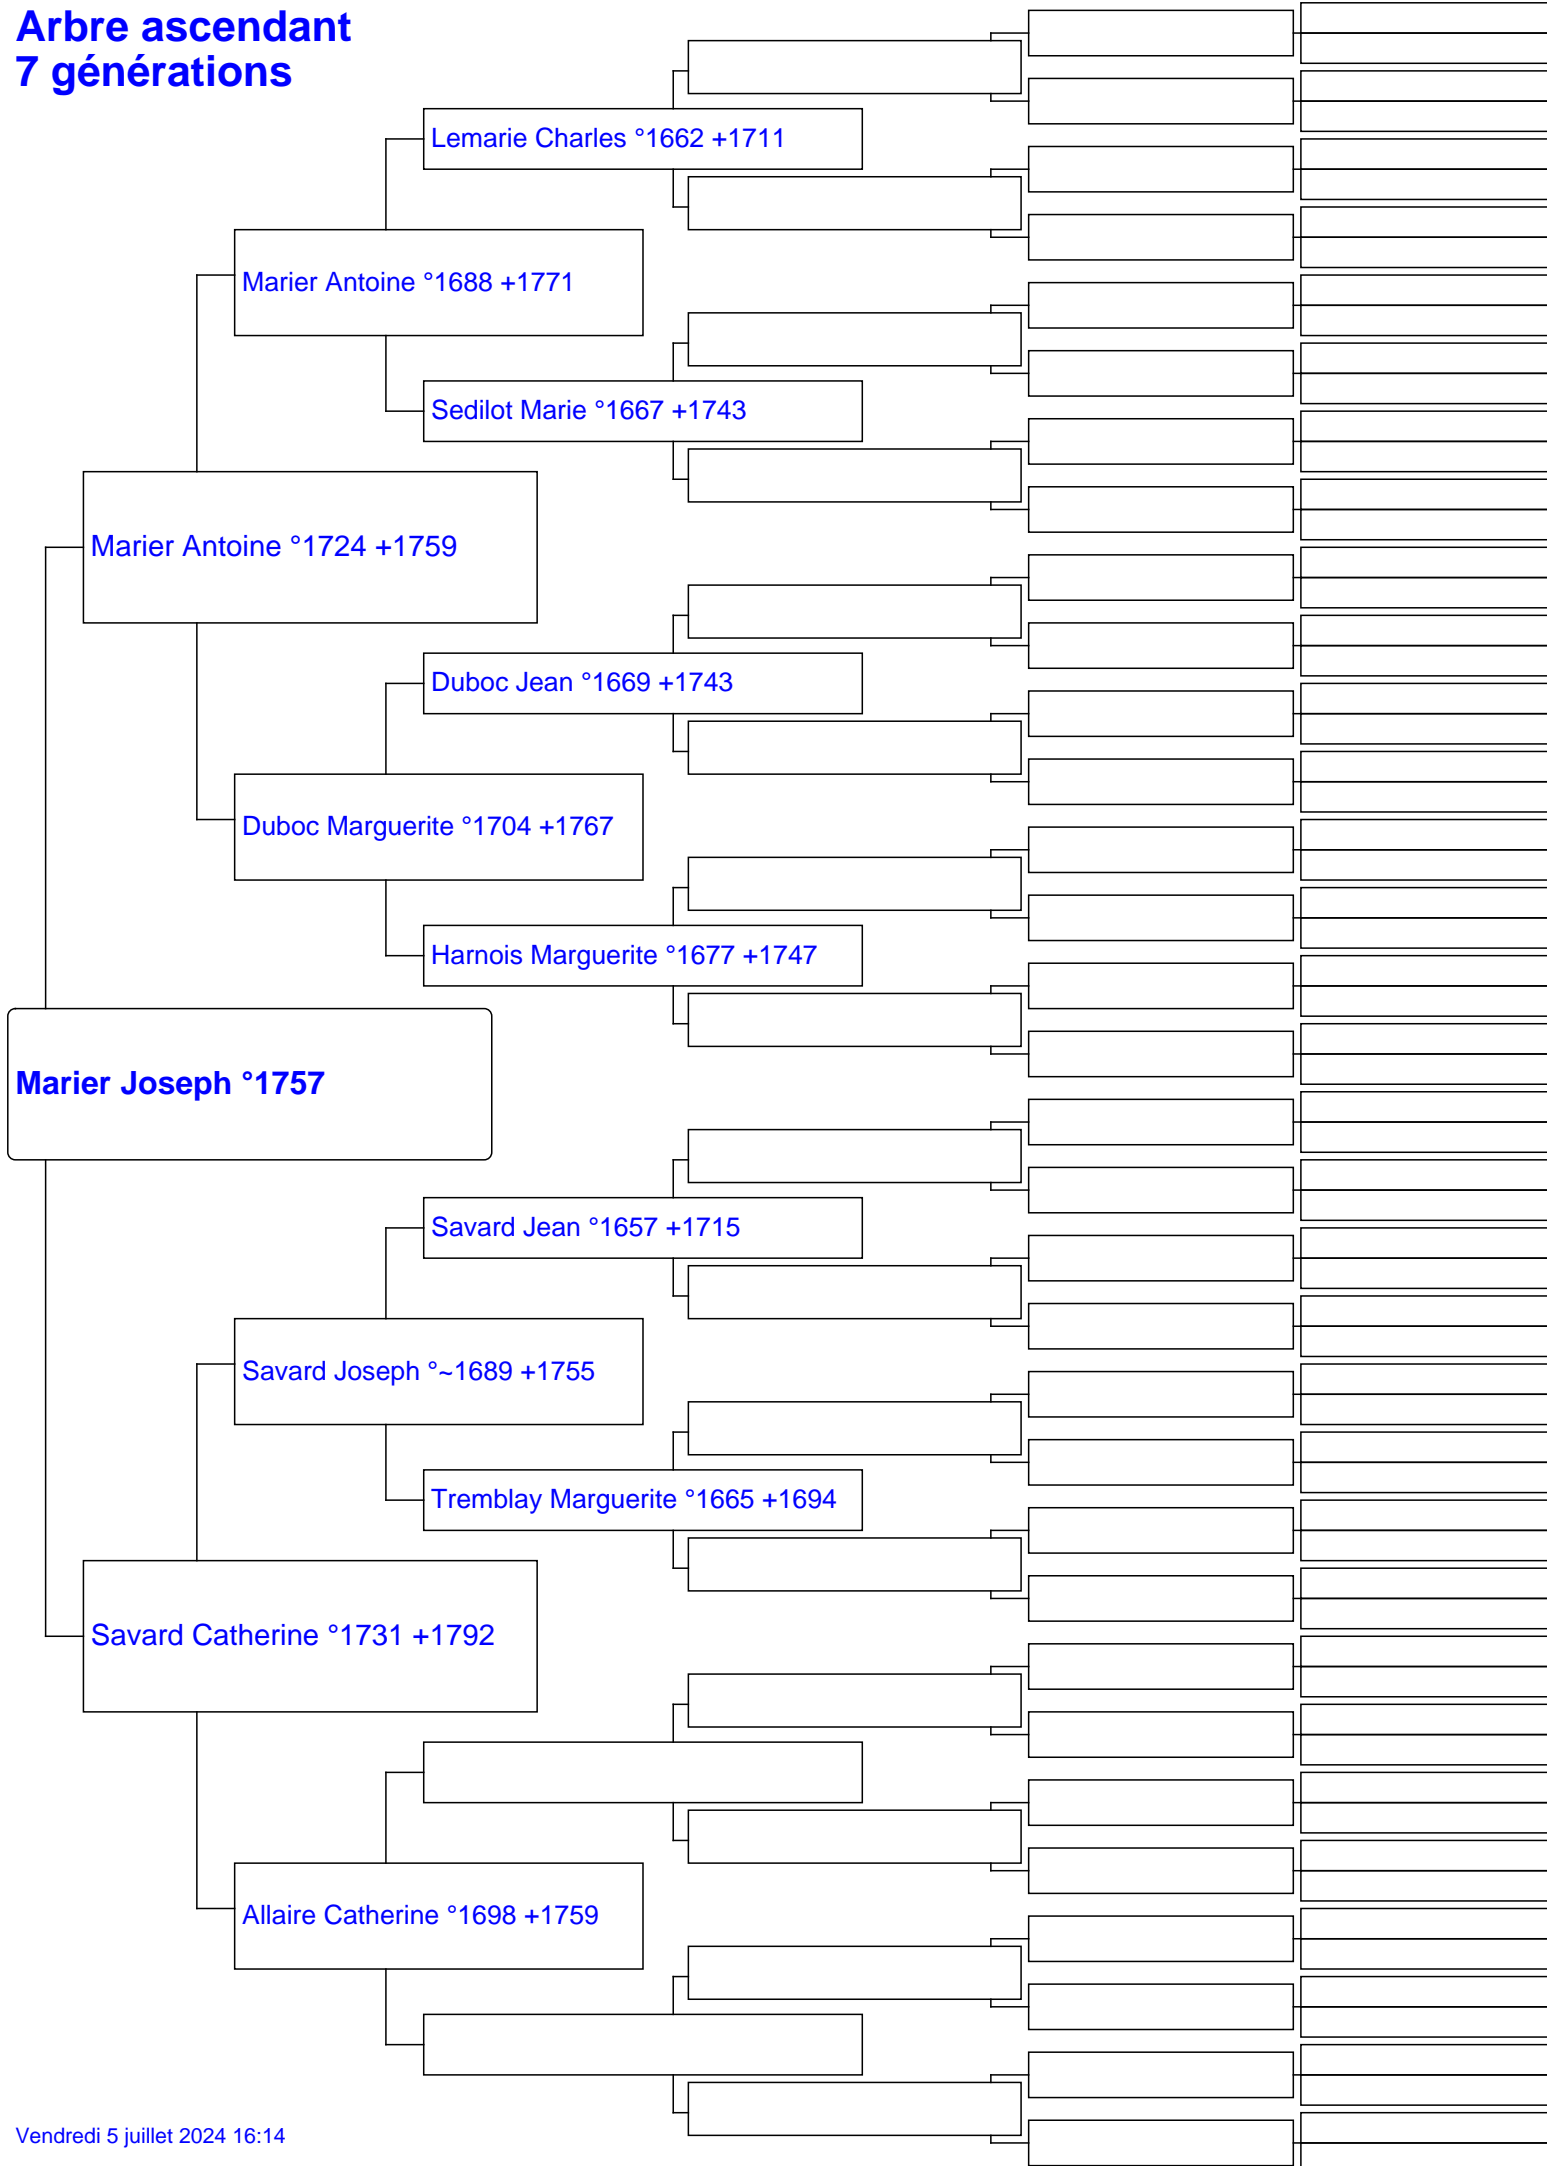 Arbre ascendant
7 générations
Lemarie Charles °1662 +1711
Marier Antoine °1688 +1771
Sedilot Marie °1667 +1743
Marier Antoine °1724 +1759
Duboc Jean °1669 +1743
Duboc Marguerite °1704 +1767
Harnois Marguerite °1677 +1747
Marier Joseph °1757
Savard Jean °1657 +1715
Savard Joseph °~1689 +1755
Tremblay Marguerite °1665 +1694
Savard Catherine °1731 +1792
Allaire Catherine °1698 +1759
Vendredi 5 juillet 2024 16:14